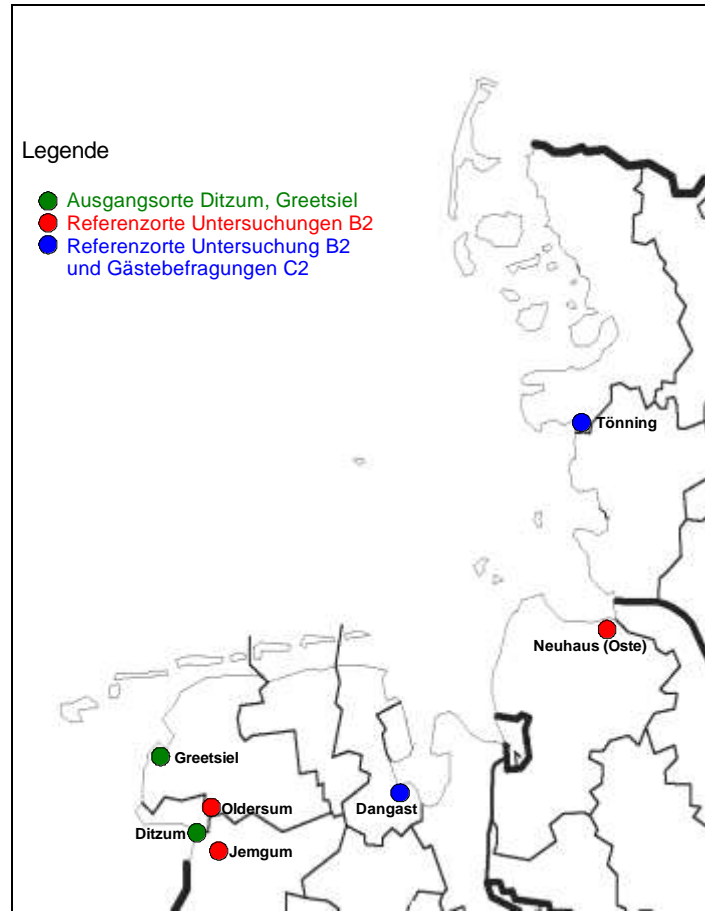 Legende
Ausgangsorte Ditzum, Greetsiel
Referenzorte Untersuchungen B2
Referenzorte Untersuchung B2
und Gästebefragungen C2
Tönning
Neuhaus (Oste)
Greetsiel
Oldersum
Dangast
Ditzum
Jemgum